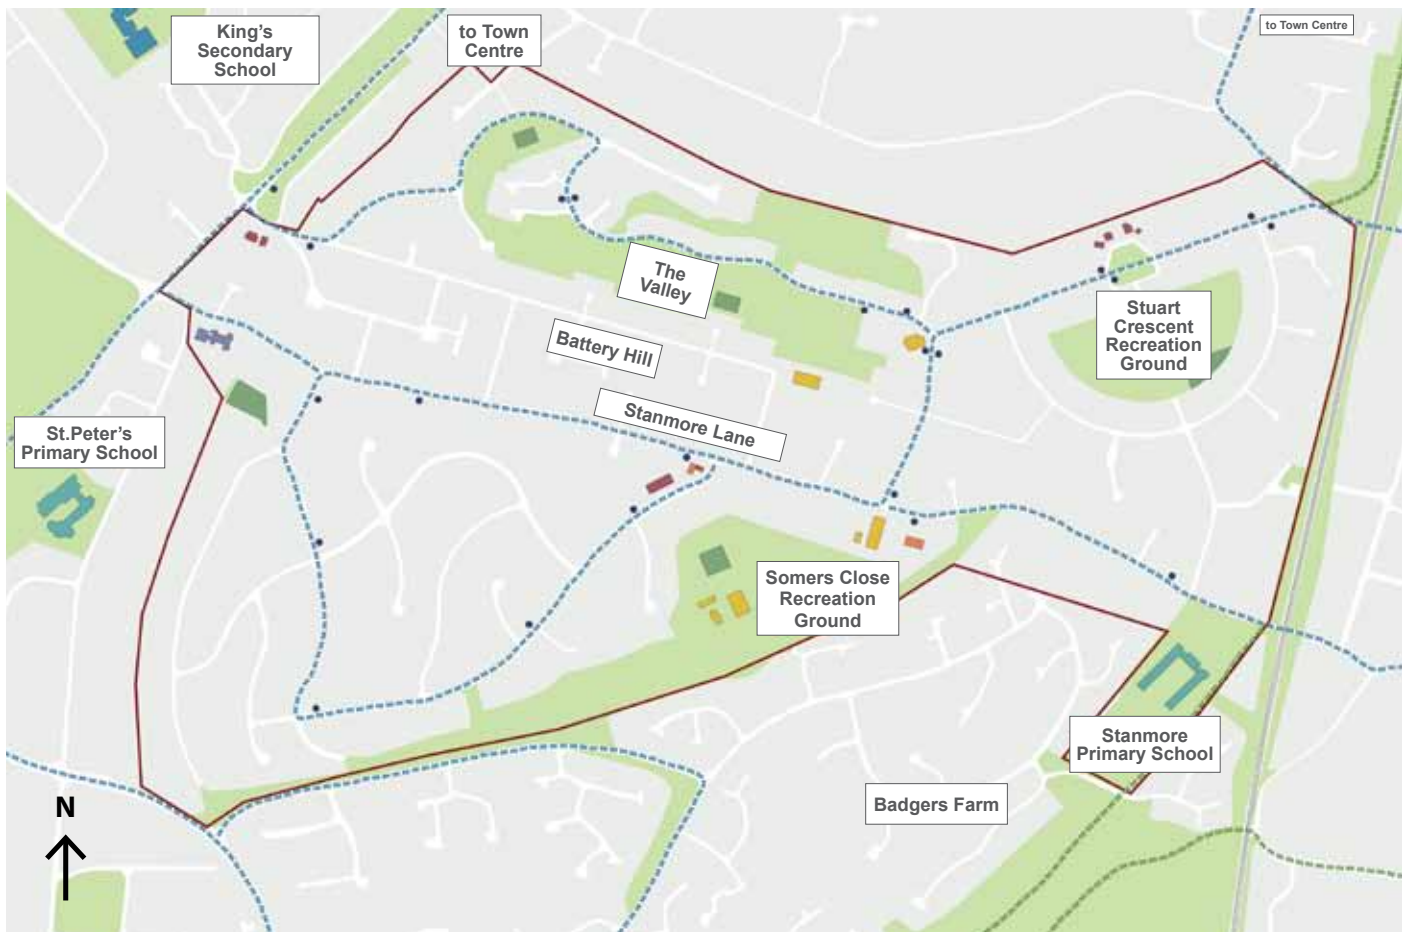 King's
Secondary
School
to Town
Centre
to Town Centre
The
Valley
Battery Hill
Stanmore Lane
Stuart
Crescent
Recreation
Ground
St.Peter's
Primary School
Somers Close
Recreation
Ground
Stanmore
Primary School
Badgers Farm
N